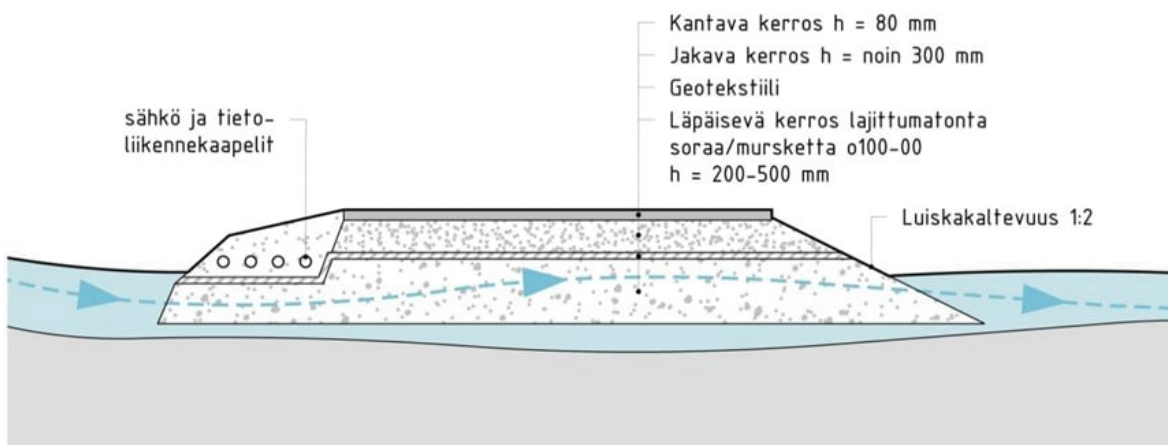 Kantava kerros h = 80 mm
Jakava kerros h = noin 300 mm
Geotekstiili
Läpäisevä kerros lajittumatonta
soraa/mursketta o100-00
h = 200-500 mm
sähkö ja tieto-
liikennekaapelit
Luiskakaltevuus 1:2